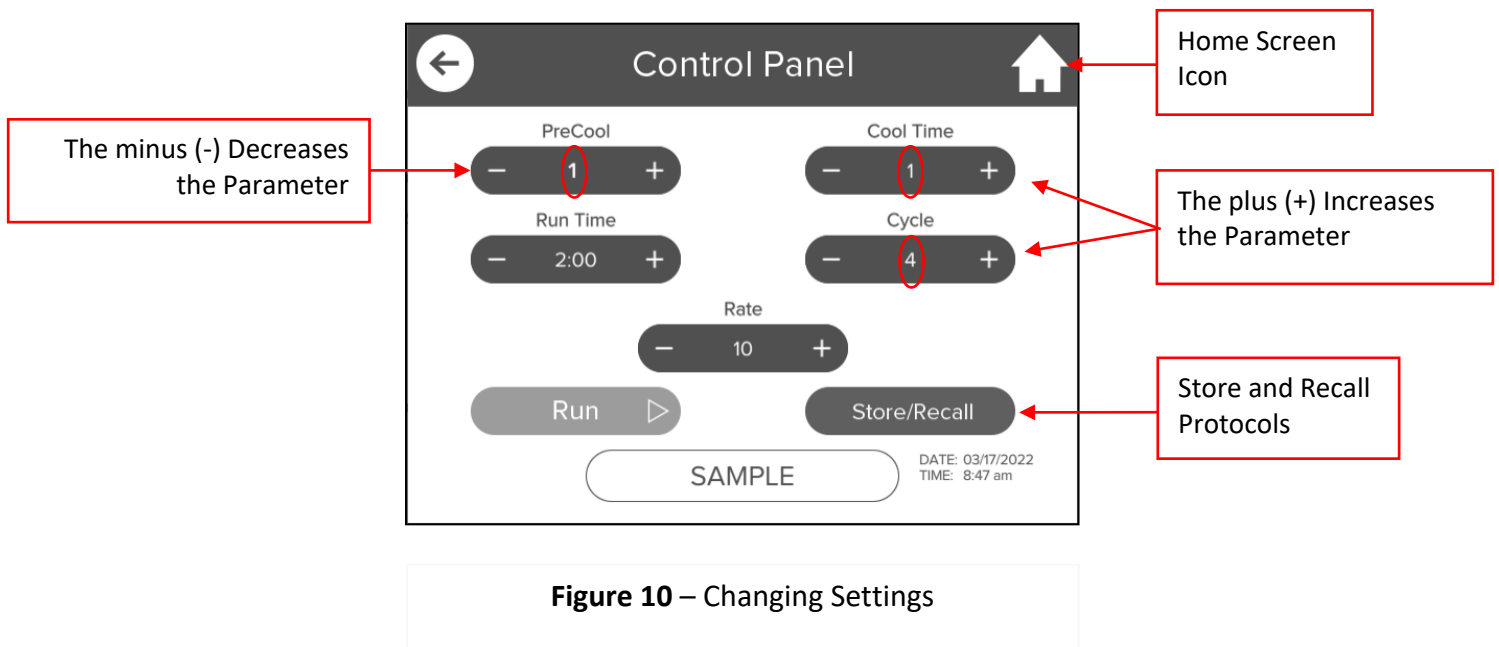 Control Panel
Home Screen
Icon
The minus (-) Decreases
the Parameter
PreCool
Cool Time
− 1 +
− 1 +
The plus (+) Increases
the Parameter
Run Time
Cycle
− 2:00 +
− 4 +
Rate
− 10 +
Run
Store/Recall
Store and Recall
Protocols
SAMPLE
DATE: 03/17/2022
TIME: 8:47 am
Figure 10 – Changing Settings